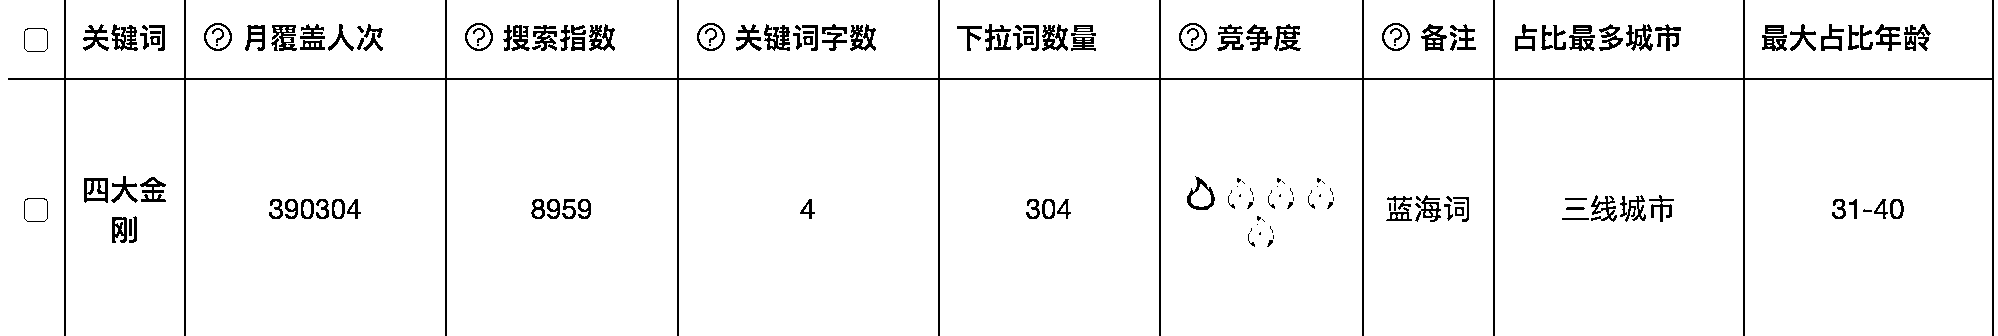 关键词 ? 月覆盖人次 ? 搜索指数 ? 关键词字数 下拉词数量 ? 竞争度 ? 备注 占比最多城市 最大占比年龄
四大金
刚 390304 8959 4 304 蓝海词 三线城市 31-40